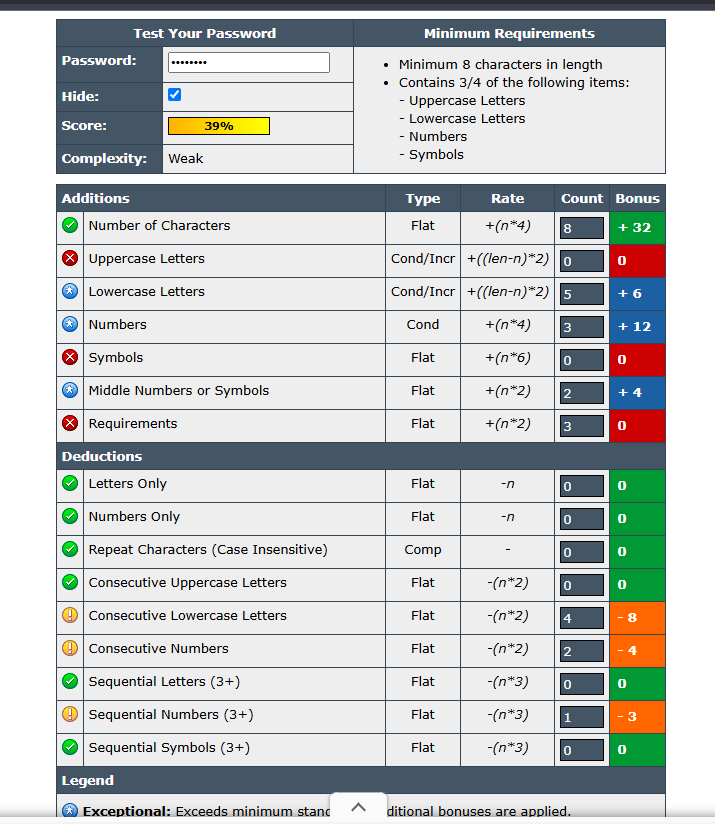 Test Your Password Minimum Requirements
Password: ••••••••
Hide:
Score: 39%
Complexity: Weak
• Minimum 8 characters in length
• Contains 3/4 of the following items:
- Uppercase Letters
- Lowercase Letters
- Numbers
- Symbols
Additions Type Rate Count Bonus
Number of Characters Flat +(n*4) 8 + 32
Uppercase Letters Cond/Incr +((len-n)*2) 0 0
Lowercase Letters Cond/Incr +((len-n)*2) 5 + 6
Numbers Cond +(n*4) 3 + 12
Symbols Flat +(n*6) 0 0
Middle Numbers or Symbols Flat +(n*2) 2 + 4
Requirements Flat +(n*2) 3 0
Deductions
Letters Only Flat -n 0 0
Numbers Only Flat -n 0 0
Repeat Characters (Case Insensitive) Comp - 0 0
Consecutive Uppercase Letters Flat -(n*2) 0 0
Consecutive Lowercase Letters Flat -(n*2) 4 - 8
Consecutive Numbers Flat -(n*2) 2 - 4
Sequential Letters (3+) Flat -(n*3) 0 0
Sequential Numbers (3+) Flat -(n*3) 1 - 3
Sequential Symbols (3+) Flat -(n*3) 0 0
Legend
Exceptional: Exceeds minimum bonuses are applied.